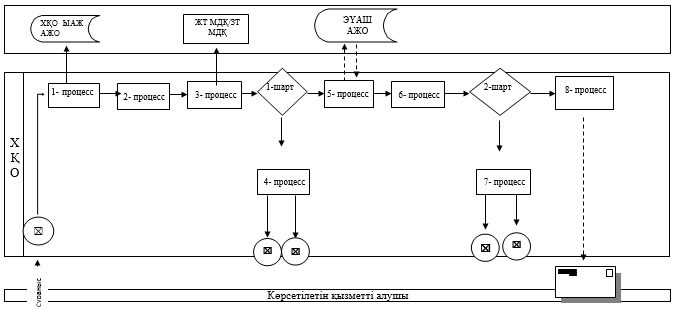 ХҚО ЫАЖ
АЖО
ЖТ МДҚ/ЗТ
МДҚ
ЭҮАШ
АЖО
1- процесс
2- процесс
3- процесс
1-шарт
5- процесс
6- процесс
2-шарт
8- процесс
Х
Қ
О
4- процесс
7- процесс
Сұраныс
Көрсетілетін қызметті алушы